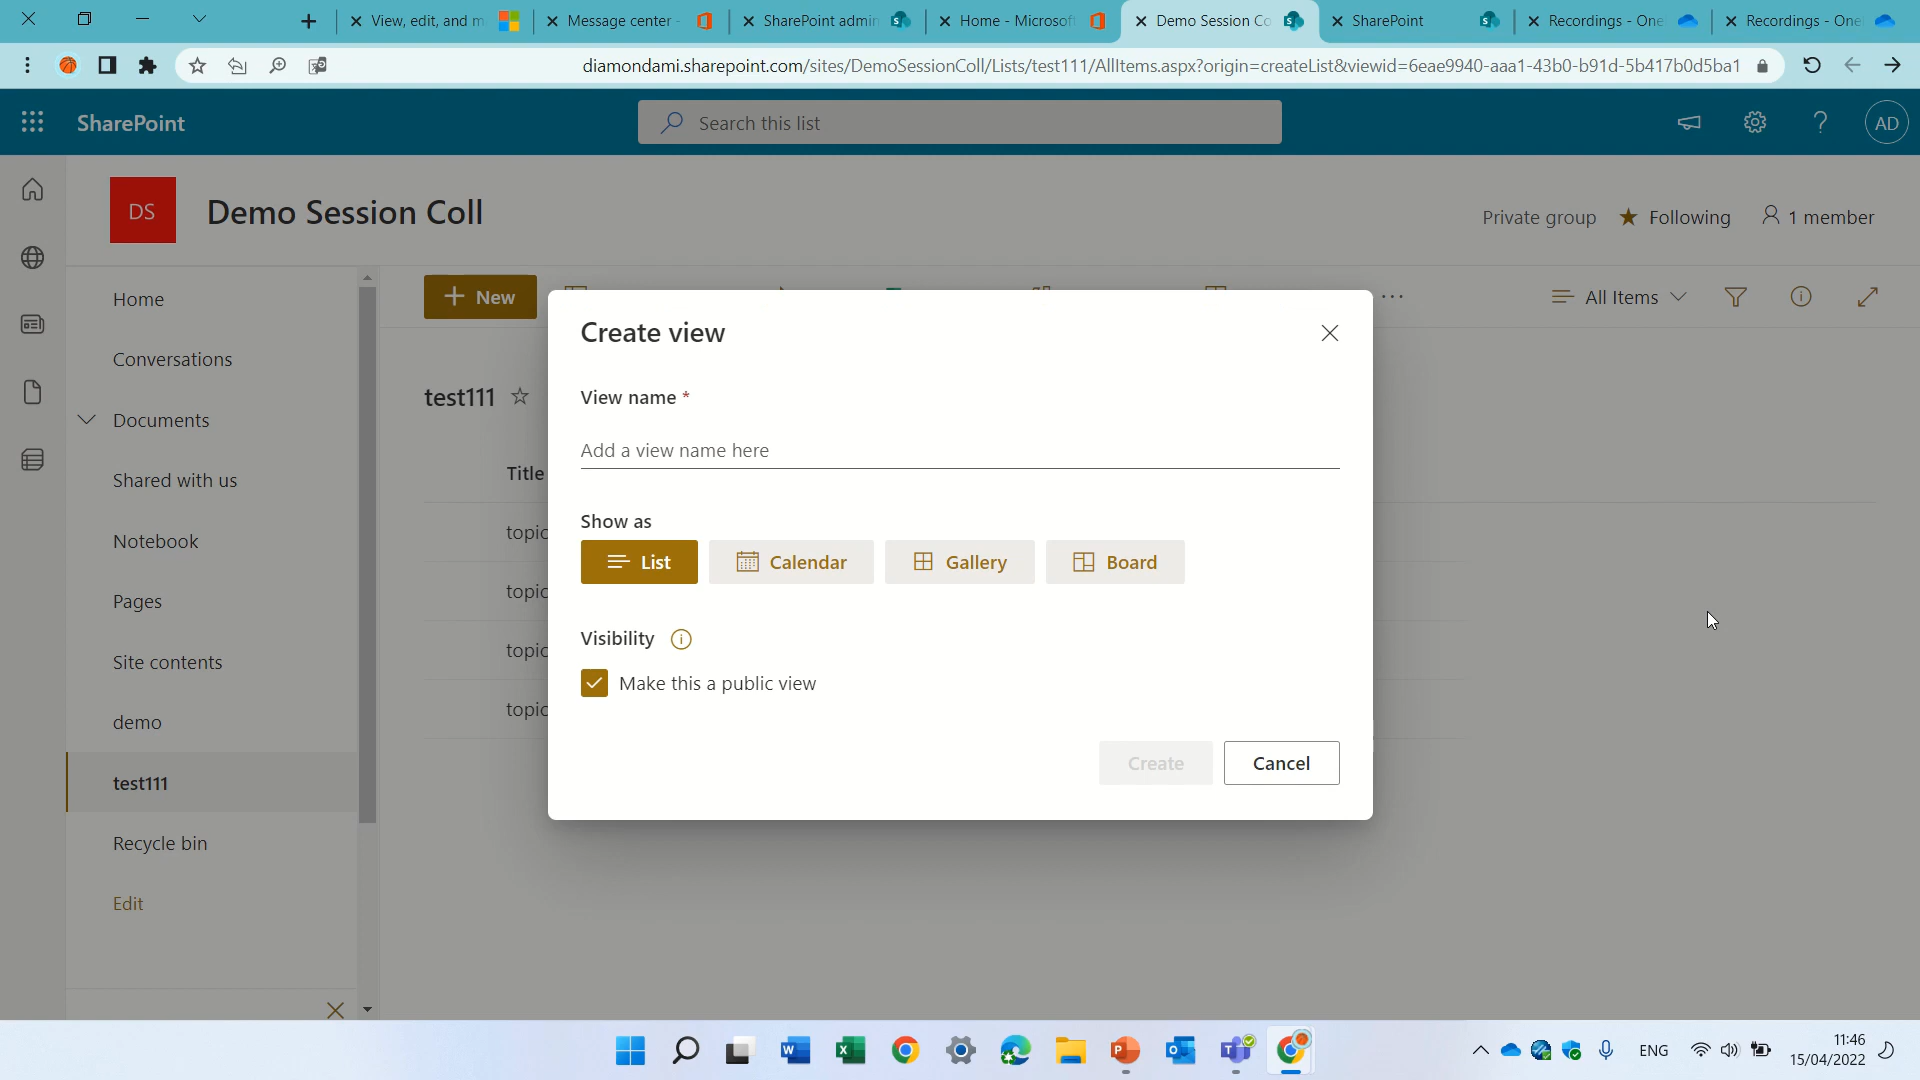 View, edit, and m
Message center -
SharePoint admin
Home - Microsoft
Demo Session Co
SharePoint
Recordings - One
Recordings - One
diamondami.sharepoint.com/sites/DemoSessionColl/Lists/test111/AllItems.aspx?origin=createList&viewid=6eae9940-aaa1-43b0-b91d-5b417b0d5ba1
SharePoint
Search this list
AD
DS
Demo Session Coll
Private group
Following
1 member
Home
Conversations
Documents
Shared with us
Notebook
Pages
Site contents
demo
test111
Recycle bin
Edit
New
All Items
test111
Title
topic
topic
topic
topic
Create view
View name *
Add a view name here
Show as
List
Calendar
Gallery
Board
Visibility
Make this a public view
Create
Cancel
ENG
11:46
15/04/2022